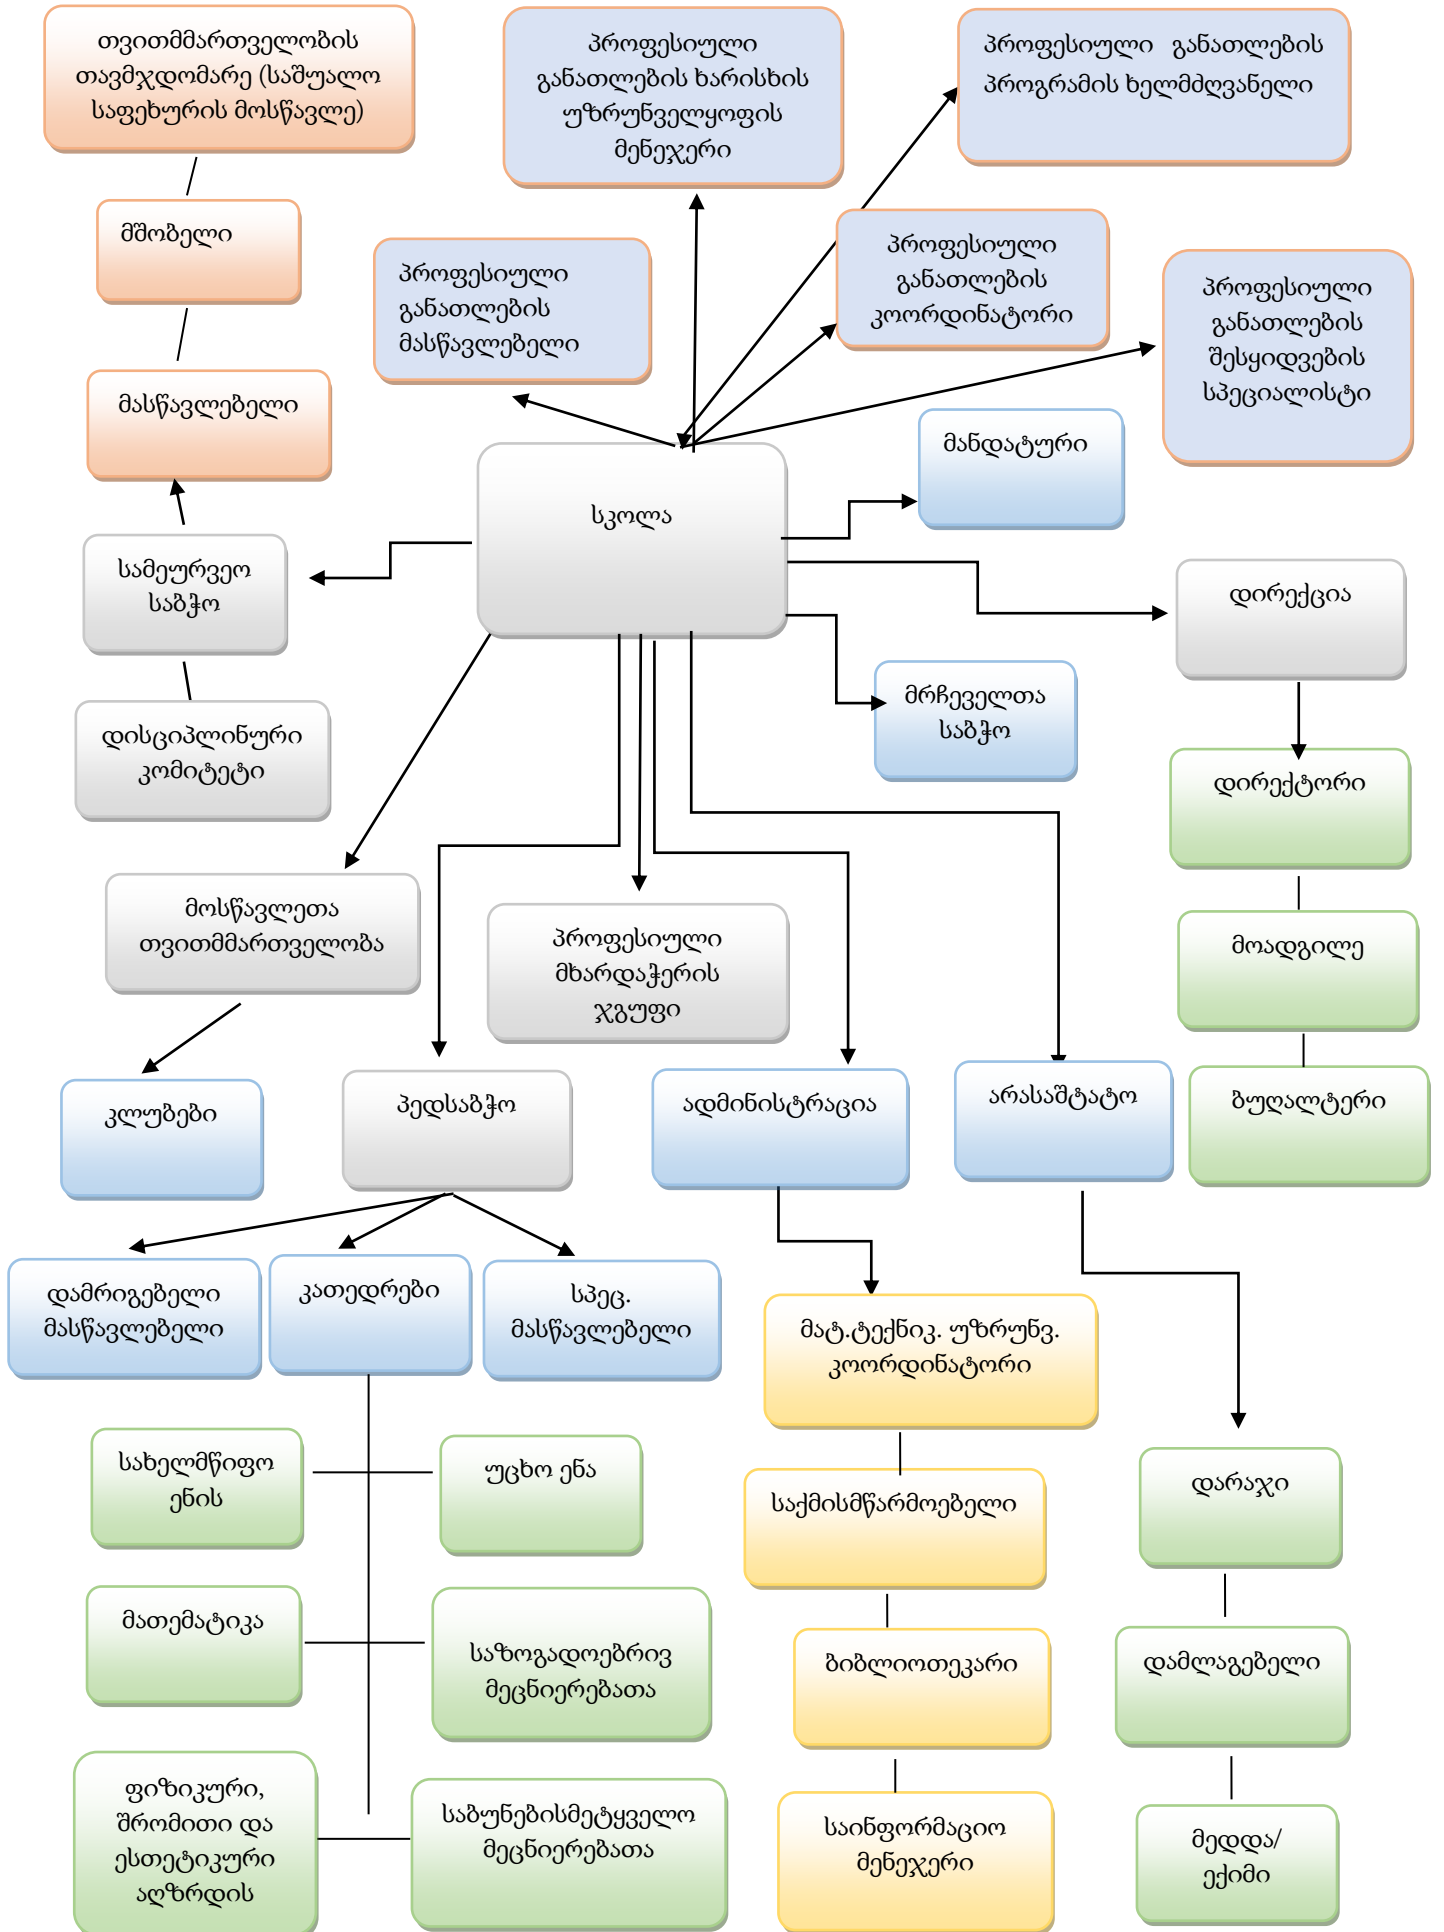 თვითმმართველობის
თავმჯდომარე (საშუალო
საფეხურის მოსწავლე)
პროფესიული
განათლების ხარისხის
უზრუნველყოფის
მენეჯერი
პროფესიული განათლების
პროგრამის ხელმძღვანელი
მშობელი
პროფესიული
განათლების
მასწავლებელი
პროფესიული
განათლების
კოორდინატორი
პროფესიული
განათლების
შესყიდვების
სპეციალისტი
მასწავლებელი
მანდატური
სკოლა
სამეურვეო
საბჭო
დირექცია
დისციპლინური
კომიტეტი
მრჩეველთა
საბჭო
დირექტორი
მოსწავლეთა
თვითმმართველობა
პროფესიული
მხარდაჭერის
ჯგუფი
მოადგილე
კლუბები
პედსაბჭო
ადმინისტრაცია
არასაშტატო
ბუღალტერი
დამრიგებელი
მასწავლებელი
კათედრები
სპეც.
მასწავლებელი
მატ.ტექნიკ. უზრუნვ.
კოორდინატორი
სახელმწიფო
ენის
უცხო ენა
საქმისმწარმოებელი
დარაჯი
მათემატიკა
საზოგადოებრივ
მეცნიერებათა
ბიბლიოთეკარი
დამლაგებელი
ფიზიკური,
შრომითი და
ესთეტიკური
აღზრდის
საბუნებისმეტყველო
მეცნიერებათა
საინფორმაციო
მენეჯერი
მედდა/
ექიმი